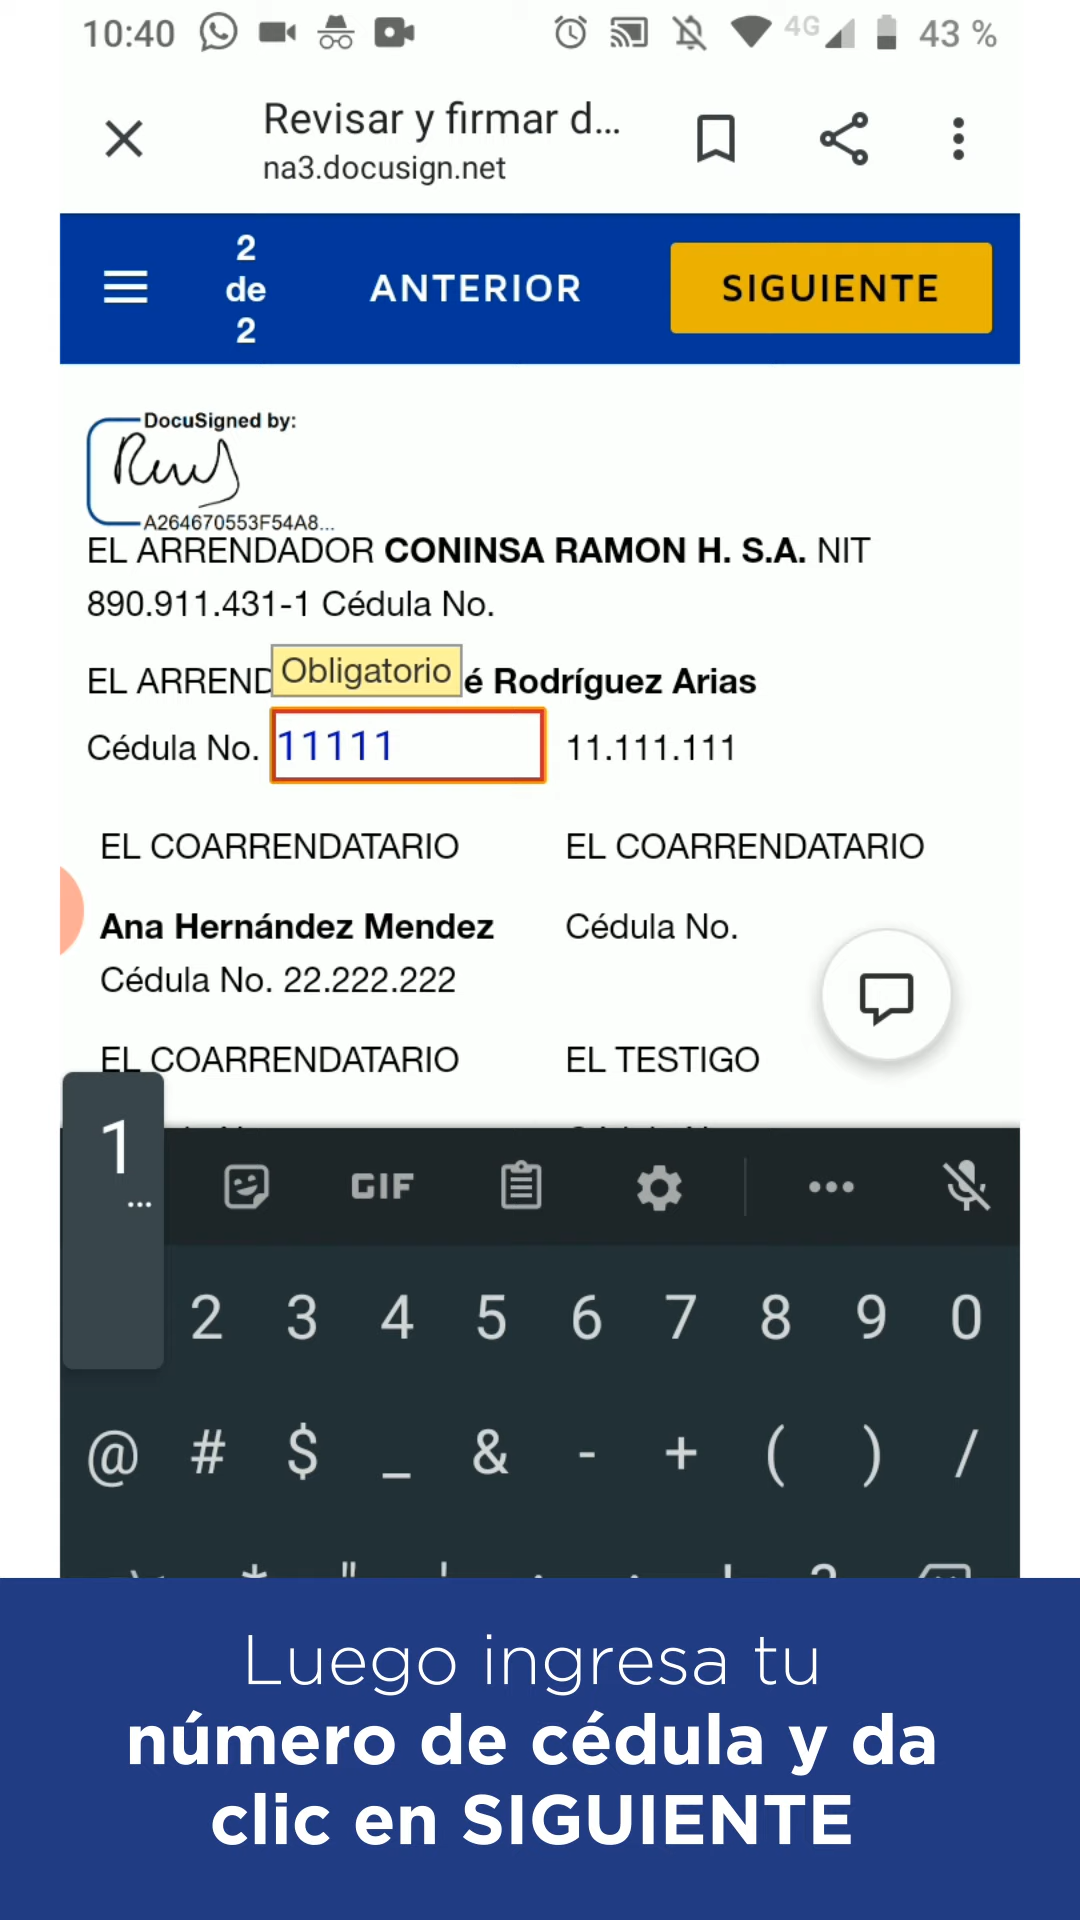 10:40
4G
43 %
Revisar y firmar d...
na3.docusign.net
2
de
2
ANTERIOR
SIGUIENTE
DocuSigned by:
A264670553F54A8...
EL ARRENDADOR CONINSA RAMON H. S.A. NIT
890.911.431-1 Cédula No.
Obligatorio
EL ARREND é Rodríguez Arias
Cédula No. 11111 11.111.111
EL COARRENDATARIO EL COARRENDATARIO
Ana Hernández Mendez Cédula No.
Cédula No. 22.222.222
EL COARRENDATARIO EL TESTIGO
1
...
GIF
2 3 4 5 6 7 8 9 0
@ # $ _ & - + ( ) /
Luego ingresa tu
número de cédula y da
clic en SIGUIENTE